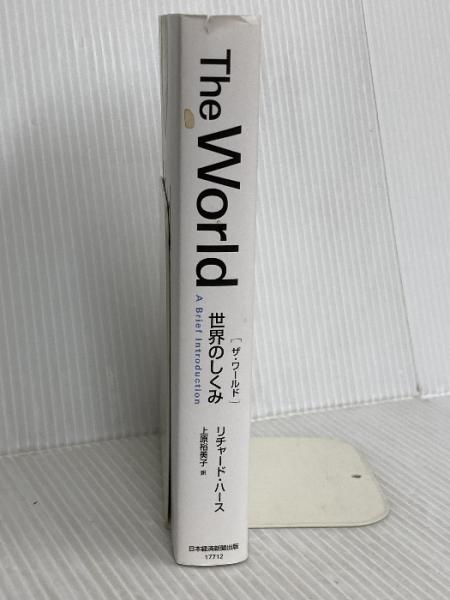 The World
A Brief Introduction
[ザ・ワールド]
世界のしくみ
リチャード・ハース
上原裕美子 訳
日本経済新聞出版
17712